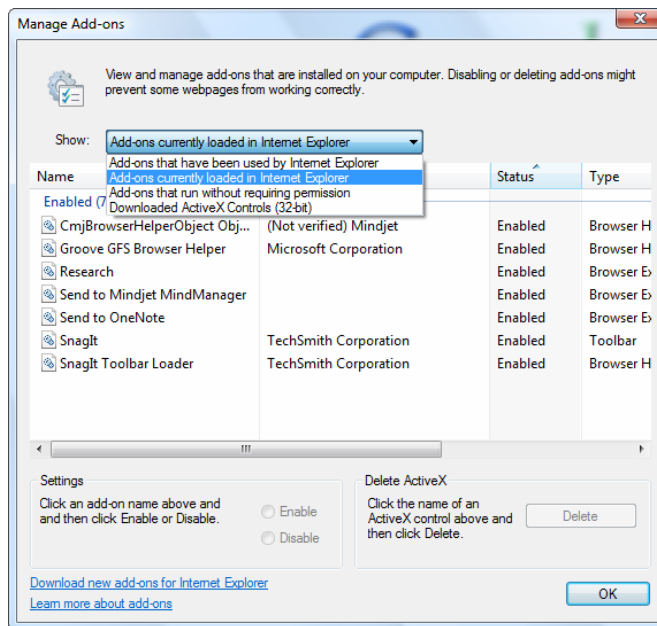 Manage Add-ons
View and manage add-ons that are installed on your computer. Disabling or deleting add-ons might
prevent some webpages from working correctly.
Show: Add-ons currently loaded in Internet Explorer
Add-ons that have been used by Internet Explorer
Add-ons currently loaded in Internet Explorer
Add-ons that run without requiring permission
Downloaded ActiveX Controls (32-bit)
Name Status Type
Enabled (7
CmjBrowserHelperObject Obj... (Not verified) Mindjet Enabled Browser H
Groove GFS Browser Helper Microsoft Corporation Enabled Browser H
Research Enabled Browser Ex
Send to Mindjet MindManager Enabled Browser Ex
Send to OneNote Enabled Browser Ex
SnagIt TechSmith Corporation Enabled Toolbar
SnagIt Toolbar Loader TechSmith Corporation Enabled Browser H
Settings
Click an add-on name above and
and then click Enable or Disable.
Enable
Disable
Delete ActiveX
Click the name of an
ActiveX control above and
then click Delete.
Delete
Download new add-ons for Internet Explorer
Learn more about add-ons
OK